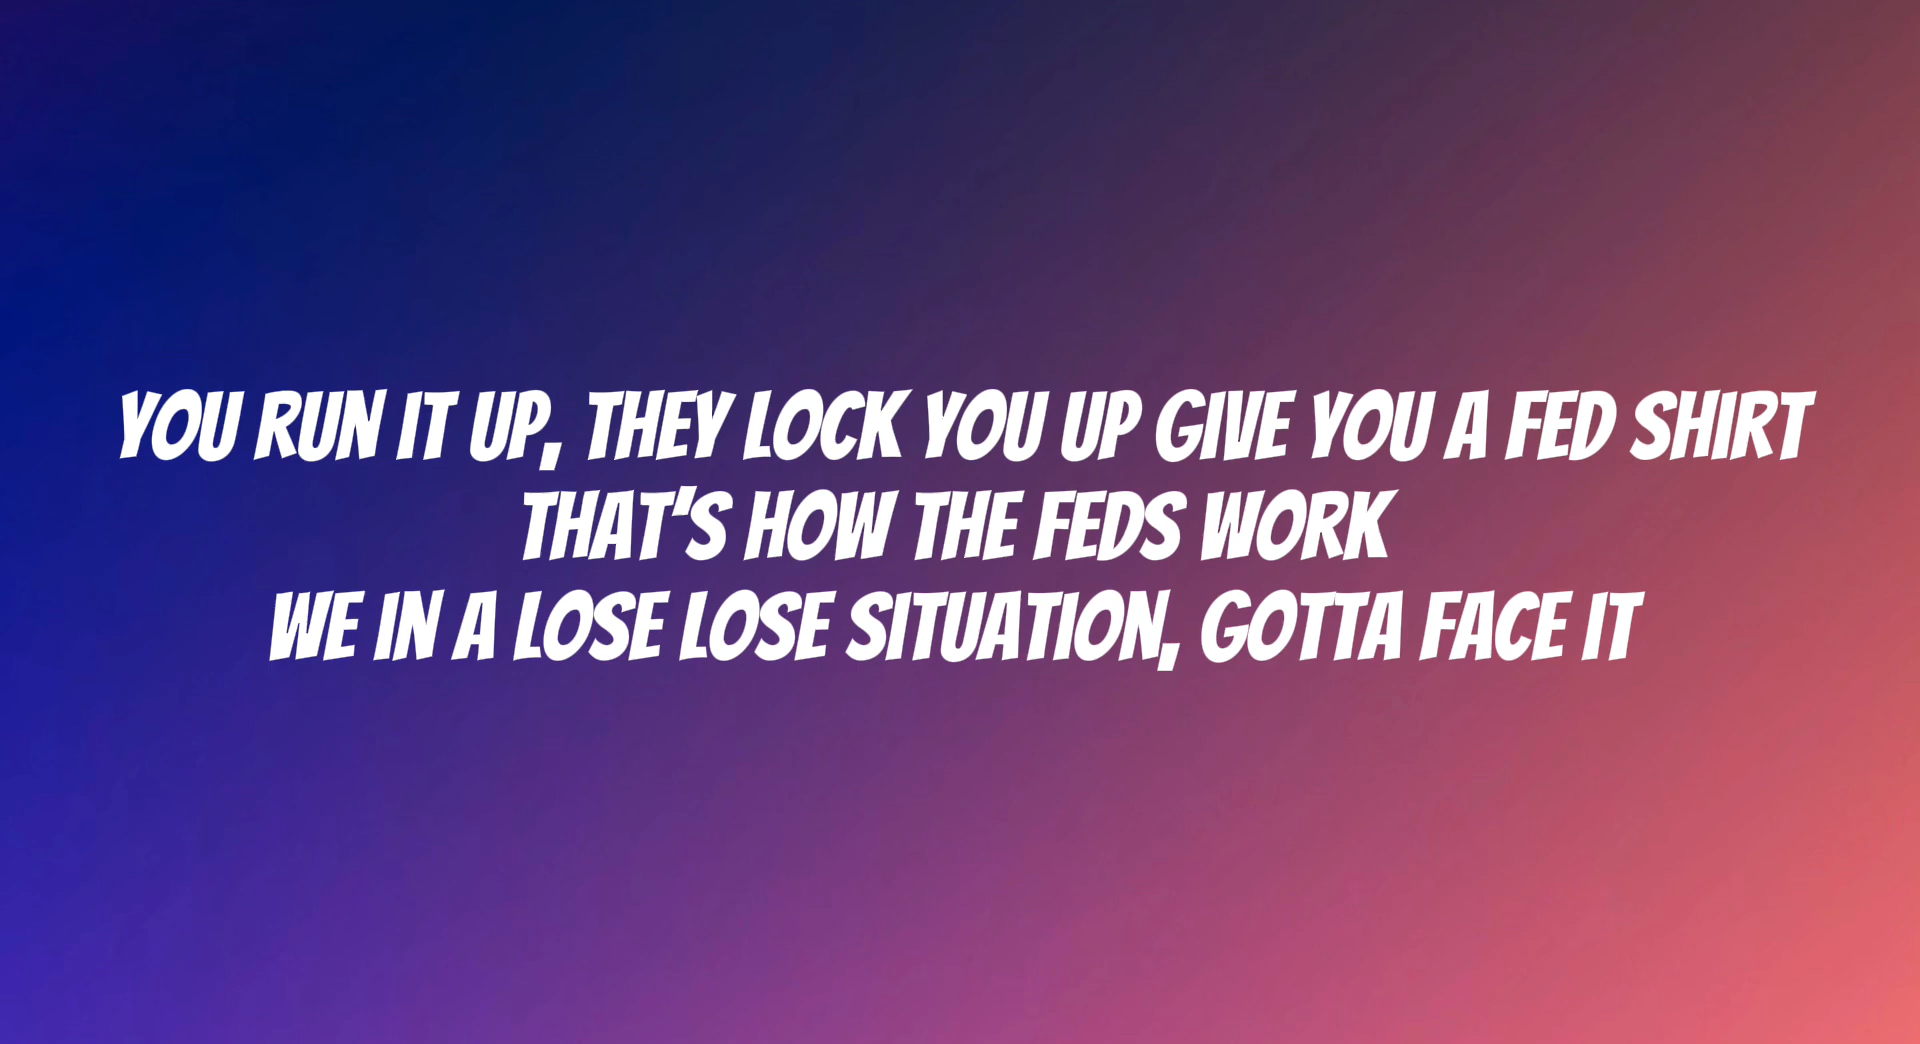 YOU RUN IT UP, THEY LOCK YOU UP GIVE YOU A FED SHIRT
THAT'S HOW THE FEDS WORK
WE IN A LOSE LOSE SITUATION, GOTTA FACE IT